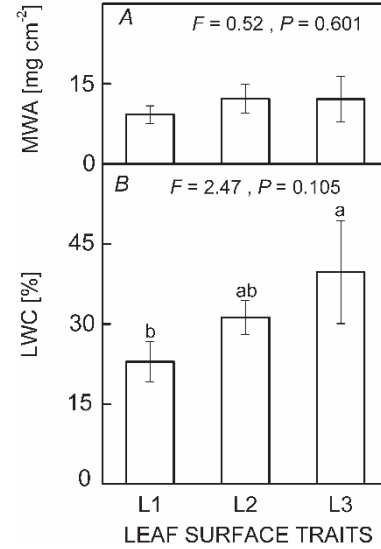 A
F = 0.52 , P = 0.601
MWA [mg cm⁻²]
15
0
B
F = 2.47 , P = 0.105
LWC [%]
45
30
15
0
b
ab
a
L1 L2 L3
LEAF SURFACE TRAITS